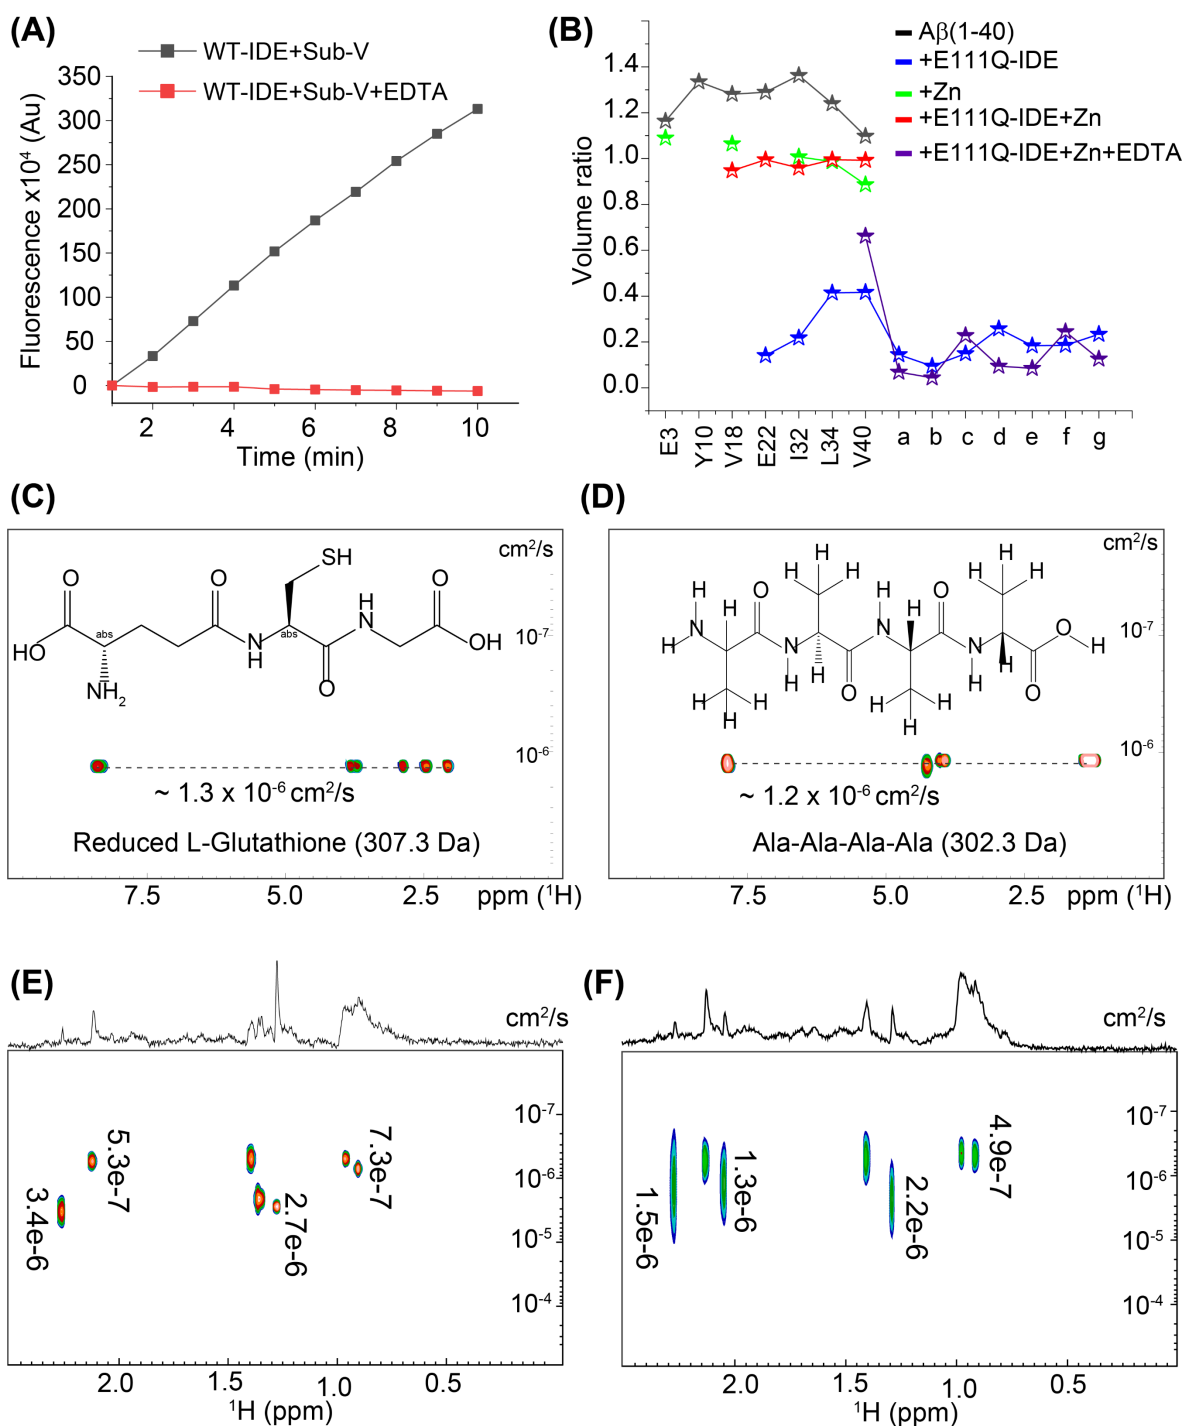 (A)
WT-IDE+Sub-V
WT-IDE+Sub-V+EDTA
Fluorescence x10⁴ (Au)
350
300
250
200
150
100
50
0
2 4 6 8 10
Time (min)
(B)
Aβ(1-40)
+E111Q-IDE
+Zn
+E111Q-IDE+Zn
+E111Q-IDE+Zn+EDTA
Volume ratio
1.4
1.2
1.0
0.8
0.6
0.4
0.2
0.0
E3 Y10 V18 E22 I32 L34 V40 a b c d e f g
(C)
cm²/s
SH
O O H O
N
abs abs
HO N OH
H
NH₂ O
10⁻⁷
10⁻⁶
~ 1.3 x 10⁻⁶ cm²/s
Reduced L-Glutathione (307.3 Da)
7.5 5.0 2.5 ppm (¹H)
(D)
cm²/s
H H
H H H H
H O H H O
N N O
H N N H
H H H H
O O
H H H H
H H
10⁻⁷
10⁻⁶
~ 1.2 x 10⁻⁶ cm²/s
Ala-Ala-Ala-Ala (302.3 Da)
7.5 5.0 2.5 ppm (¹H)
(E)
cm²/s
10⁻⁷
10⁻⁶
10⁻⁵
10⁻⁴
3.4e-6
5.3e-7
2.7e-6
7.3e-7
2.0 1.5 1.0 0.5
¹H (ppm)
(F)
cm²/s
10⁻⁷
10⁻⁶
10⁻⁵
10⁻⁴
1.5e-6
1.3e-6
2.2e-6
4.9e-7
2.0 1.5 1.0 0.5
¹H (ppm)